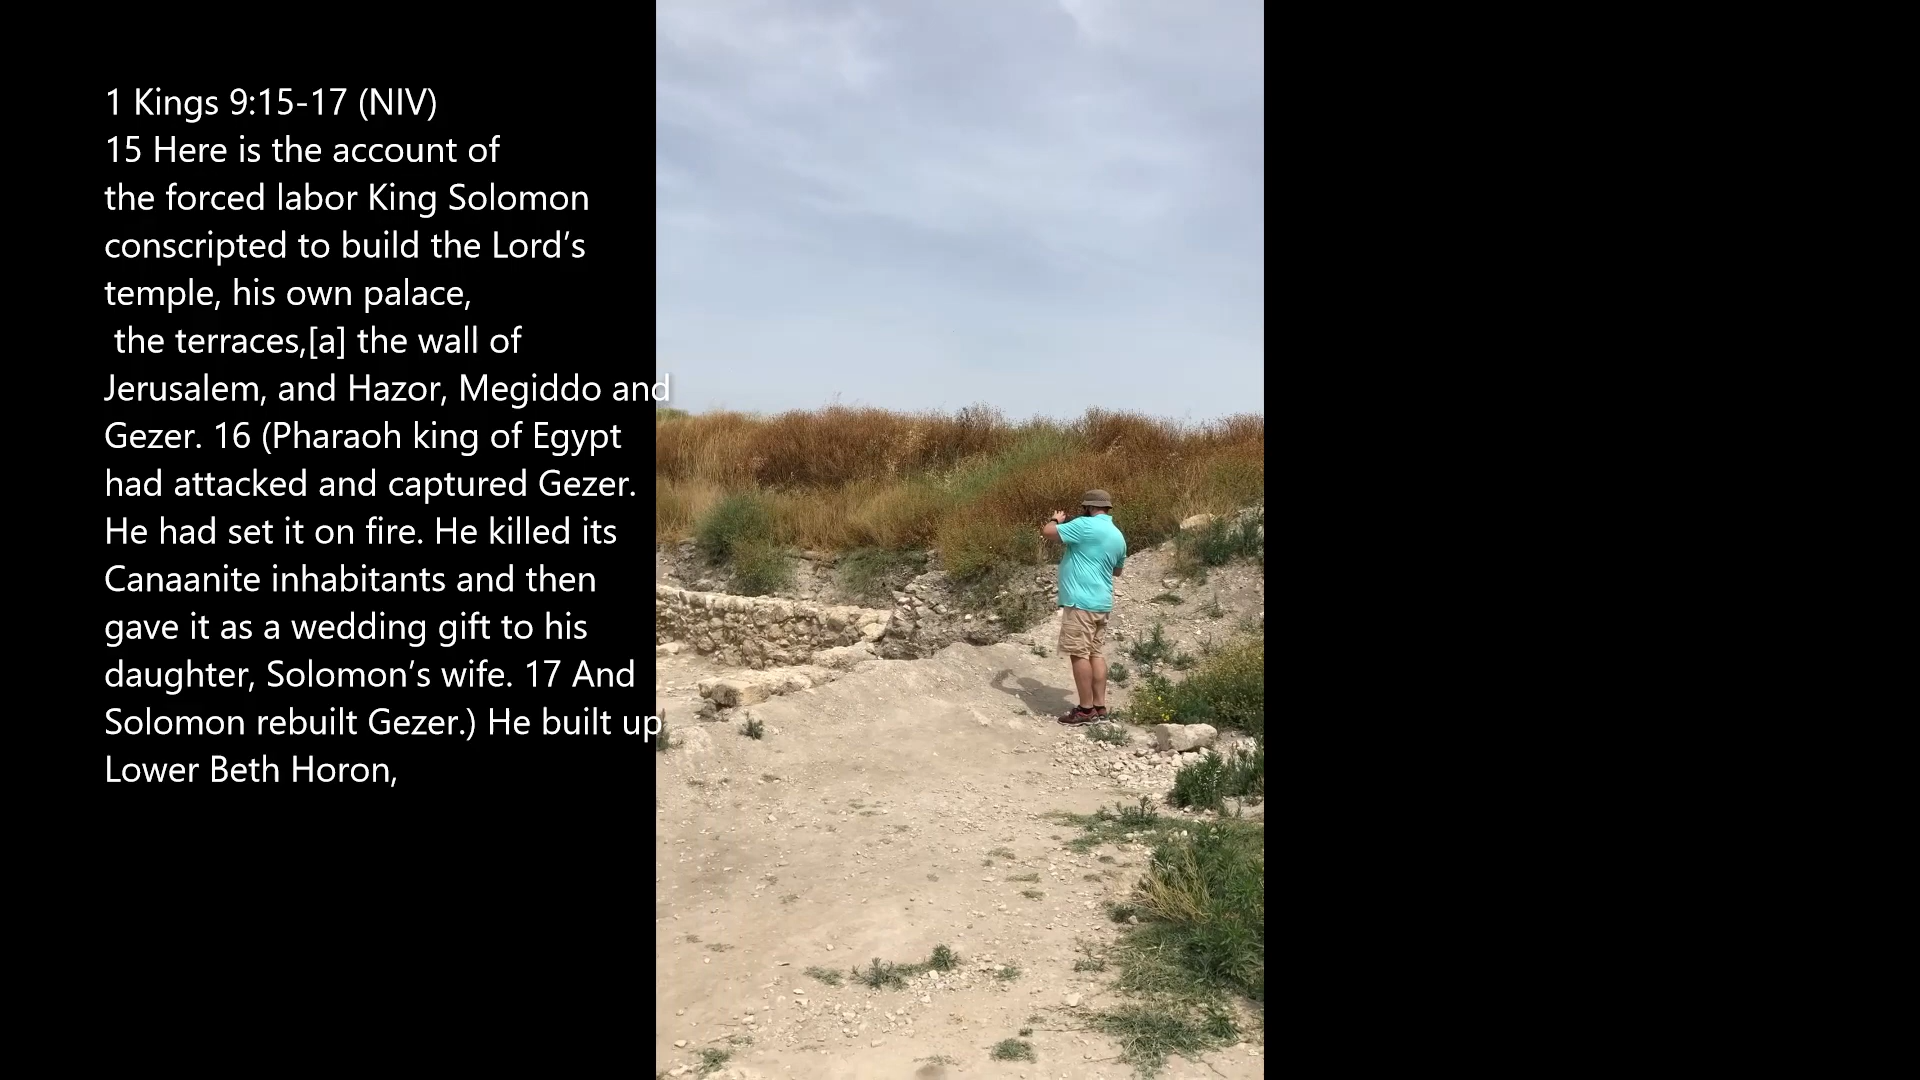 1 Kings 9:15-17 (NIV)
15 Here is the account of
the forced labor King Solomon
conscripted to build the Lord’s
temple, his own palace,
the terraces,[a] the wall of
Jerusalem, and Hazor, Megiddo and
Gezer. 16 (Pharaoh king of Egypt
had attacked and captured Gezer.
He had set it on fire. He killed its
Canaanite inhabitants and then
gave it as a wedding gift to his
daughter, Solomon’s wife. 17 And
Solomon rebuilt Gezer.) He built up
Lower Beth Horon,